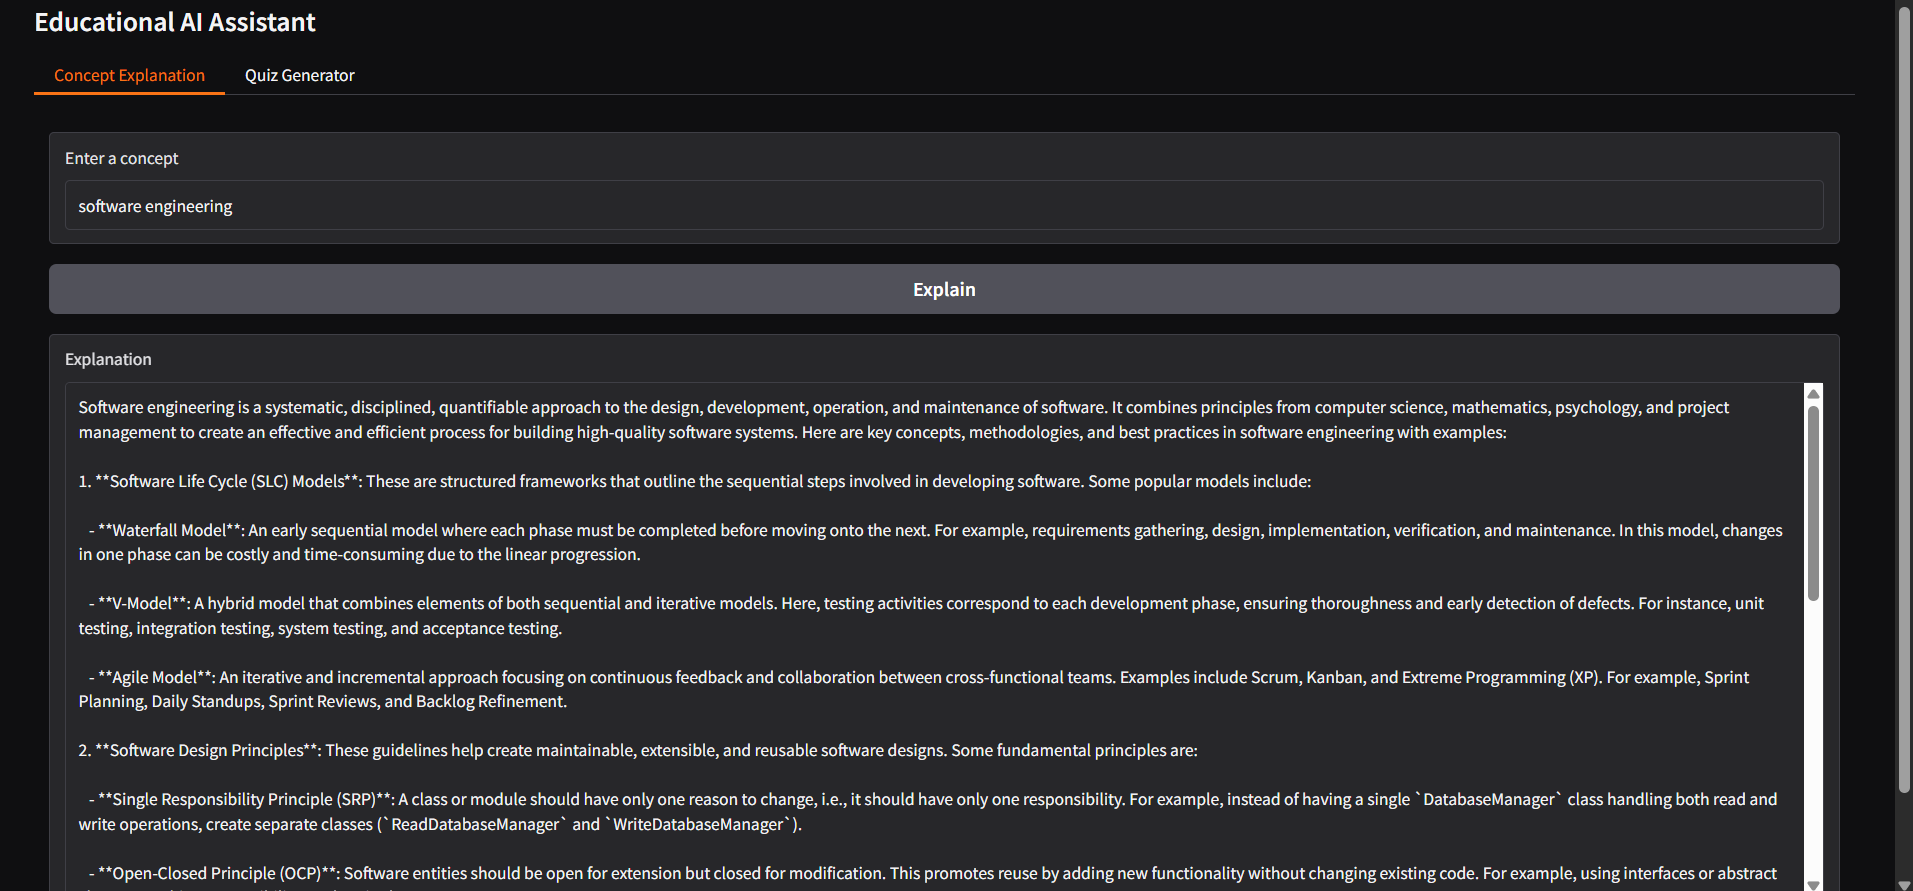 Educational AI Assistant
Concept Explanation
Quiz Generator
Enter a concept
software engineering
Explain
Explanation
Software engineering is a systematic, disciplined, quantifiable approach to the design, development, operation, and maintenance of software. It combines principles from computer science, mathematics, psychology, and project
management to create an effective and efficient process for building high-quality software systems. Here are key concepts, methodologies, and best practices in software engineering with examples:
1. **Software Life Cycle (SLC) Models**: These are structured frameworks that outline the sequential steps involved in developing software. Some popular models include:
- **Waterfall Model**: An early sequential model where each phase must be completed before moving onto the next. For example, requirements gathering, design, implementation, verification, and maintenance. In this model, changes
in one phase can be costly and time-consuming due to the linear progression.
- **V-Model**: A hybrid model that combines elements of both sequential and iterative models. Here, testing activities correspond to each development phase, ensuring thoroughness and early detection of defects. For instance, unit
testing, integration testing, system testing, and acceptance testing.
- **Agile Model**: An iterative and incremental approach focusing on continuous feedback and collaboration between cross-functional teams. Examples include Scrum, Kanban, and Extreme Programming (XP). For example, Sprint
Planning, Daily Standups, Sprint Reviews, and Backlog Refinement.
2. **Software Design Principles**: These guidelines help create maintainable, extensible, and reusable software designs. Some fundamental principles are:
- **Single Responsibility Principle (SRP)**: A class or module should have only one reason to change, i.e., it should have only one responsibility. For example, instead of having a single `DatabaseManager` class handling both read and
write operations, create separate classes (`ReadDatabaseManager` and `WriteDatabaseManager`).
- **Open-Closed Principle (OCP)**: Software entities should be open for extension but closed for modification. This promotes reuse by adding new functionality without changing existing code. For example, using interfaces or abstract